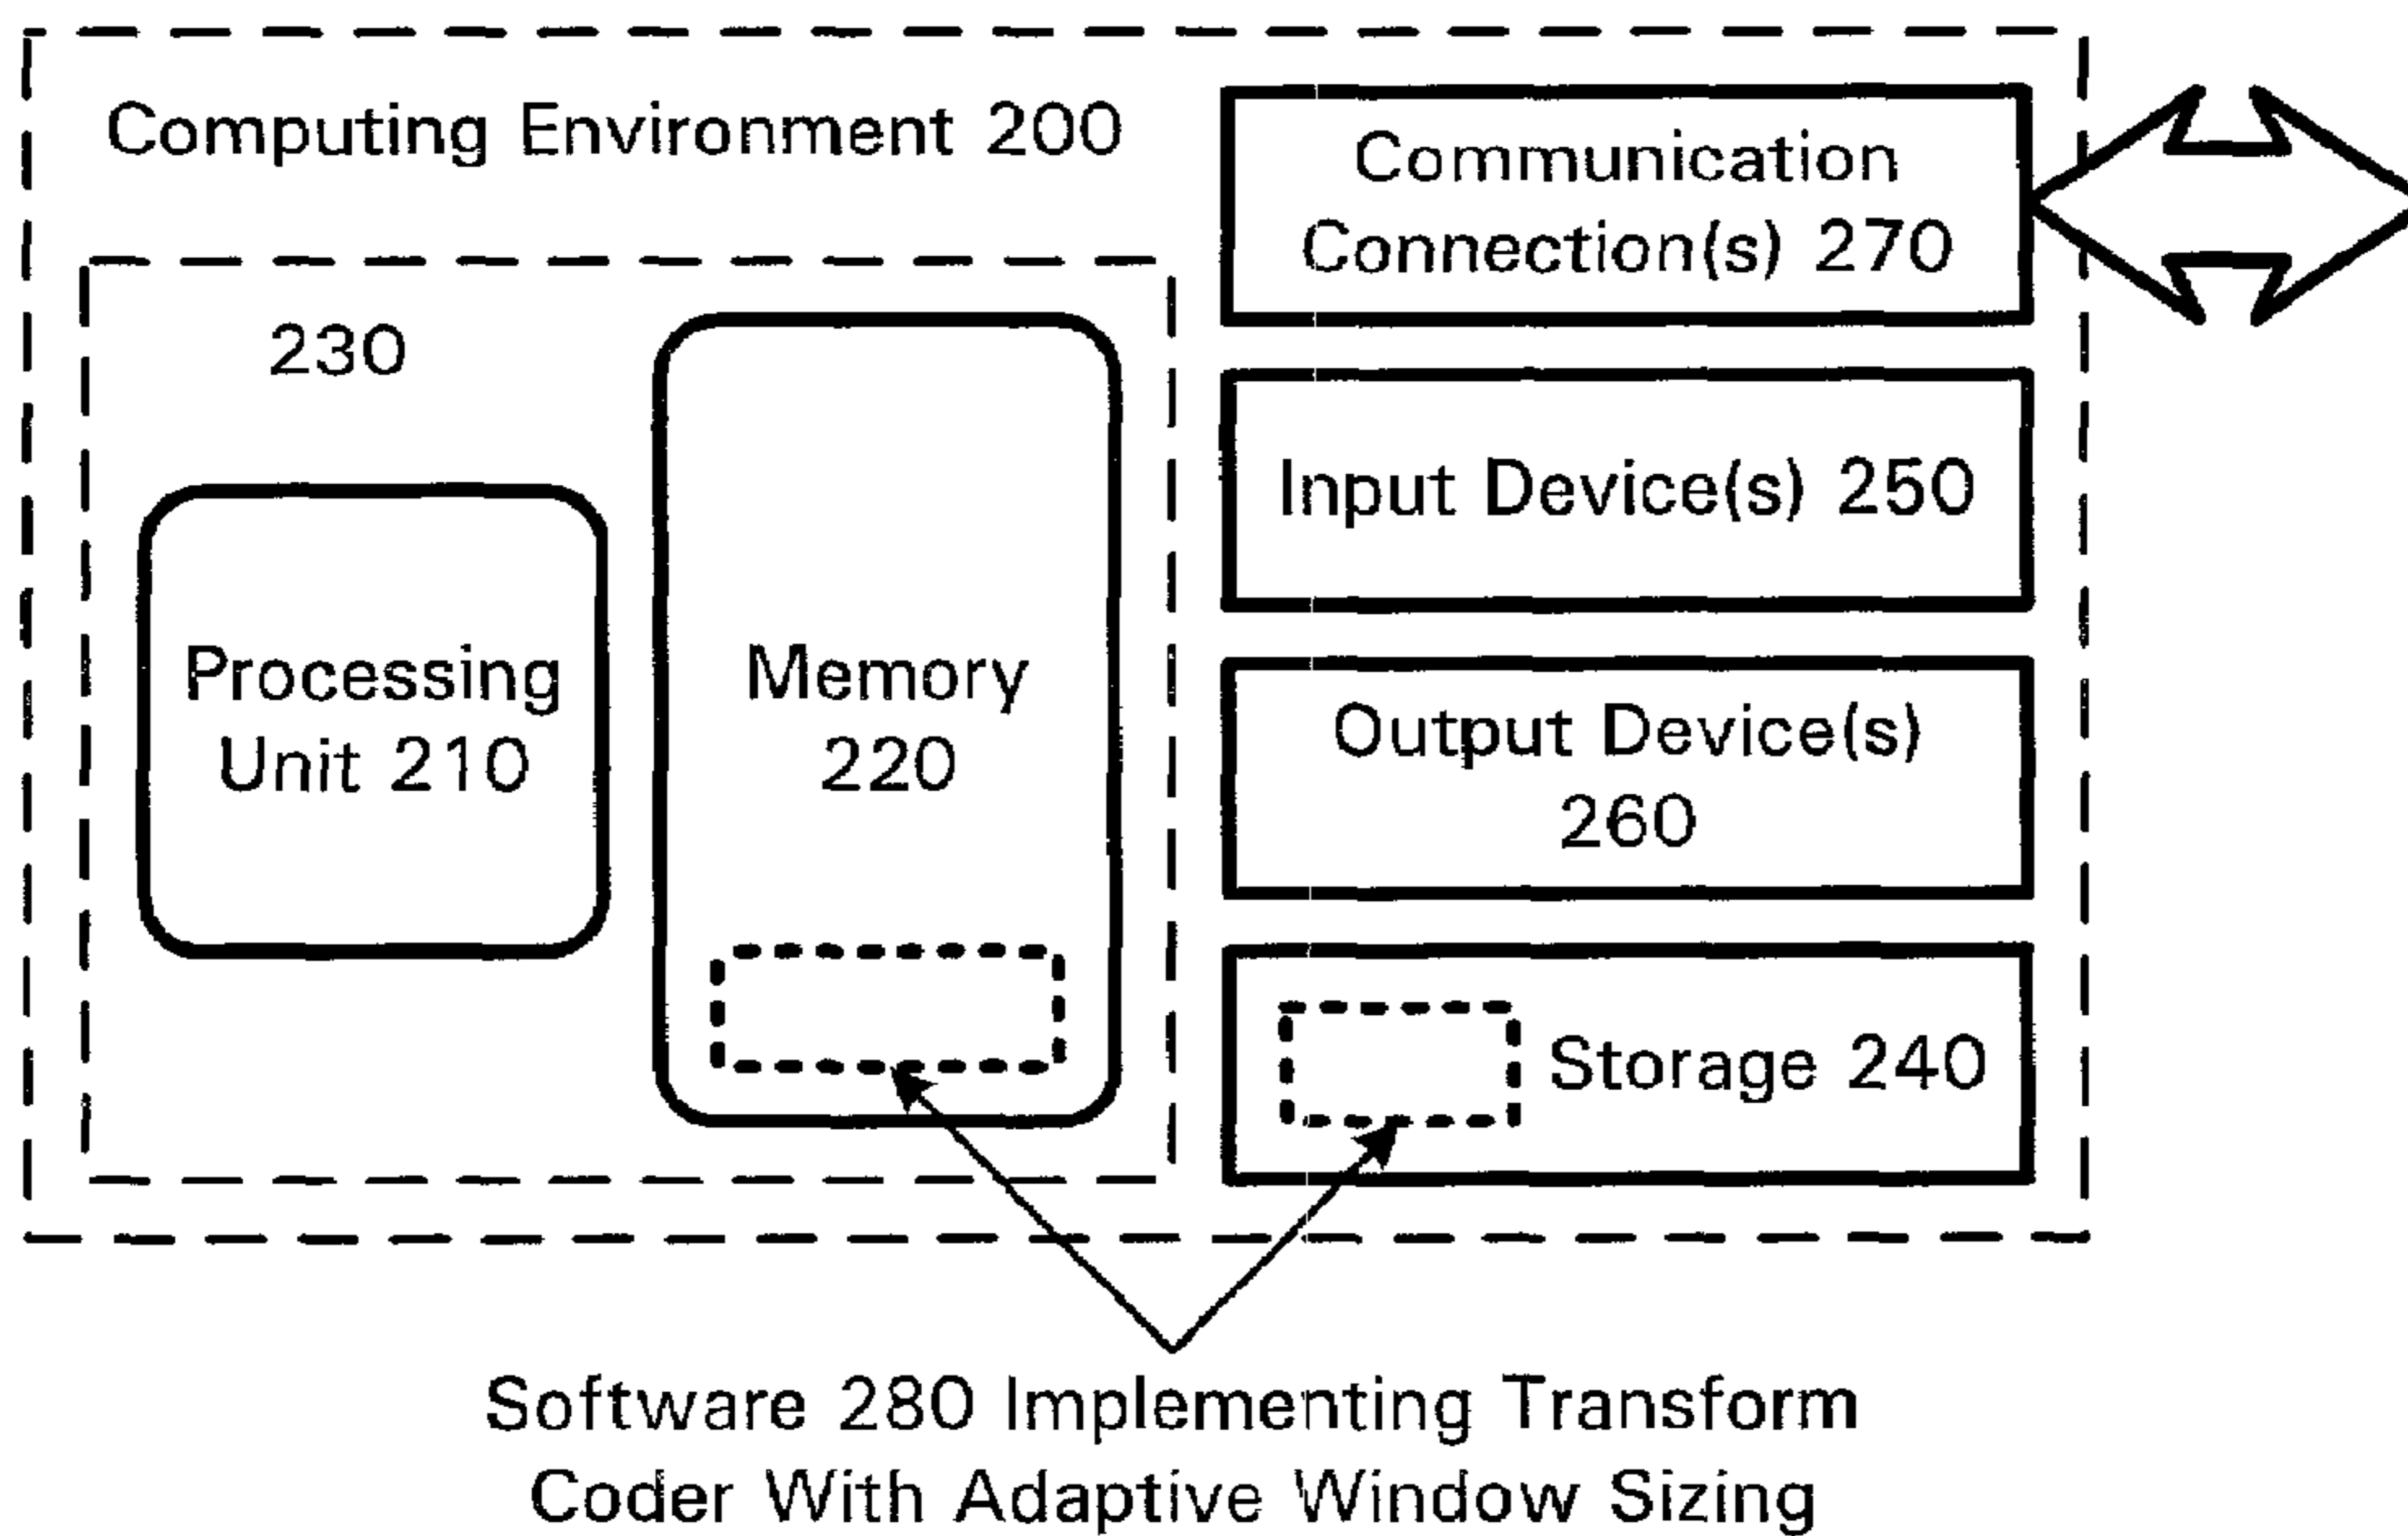 Computing Environment 200
Communication
Connection(s) 270
230
Input Device(s) 250
Processing
Unit 210
Memory
220
Output Device(s)
260
Storage 240
Software 280 Implementing Transform
Coder With Adaptive Window Sizing